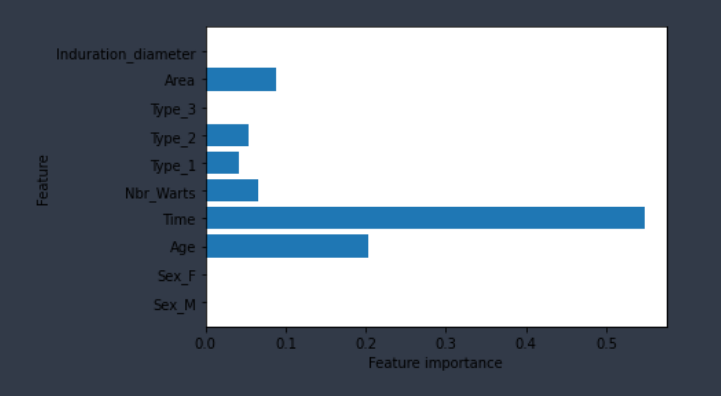 Induration_diameter
Area
Type_3
Type_2
Type_1
Nbr_Warts
Time
Age
Sex_F
Sex_M
Feature
0.0 0.1 0.2 0.3 0.4 0.5
Feature importance